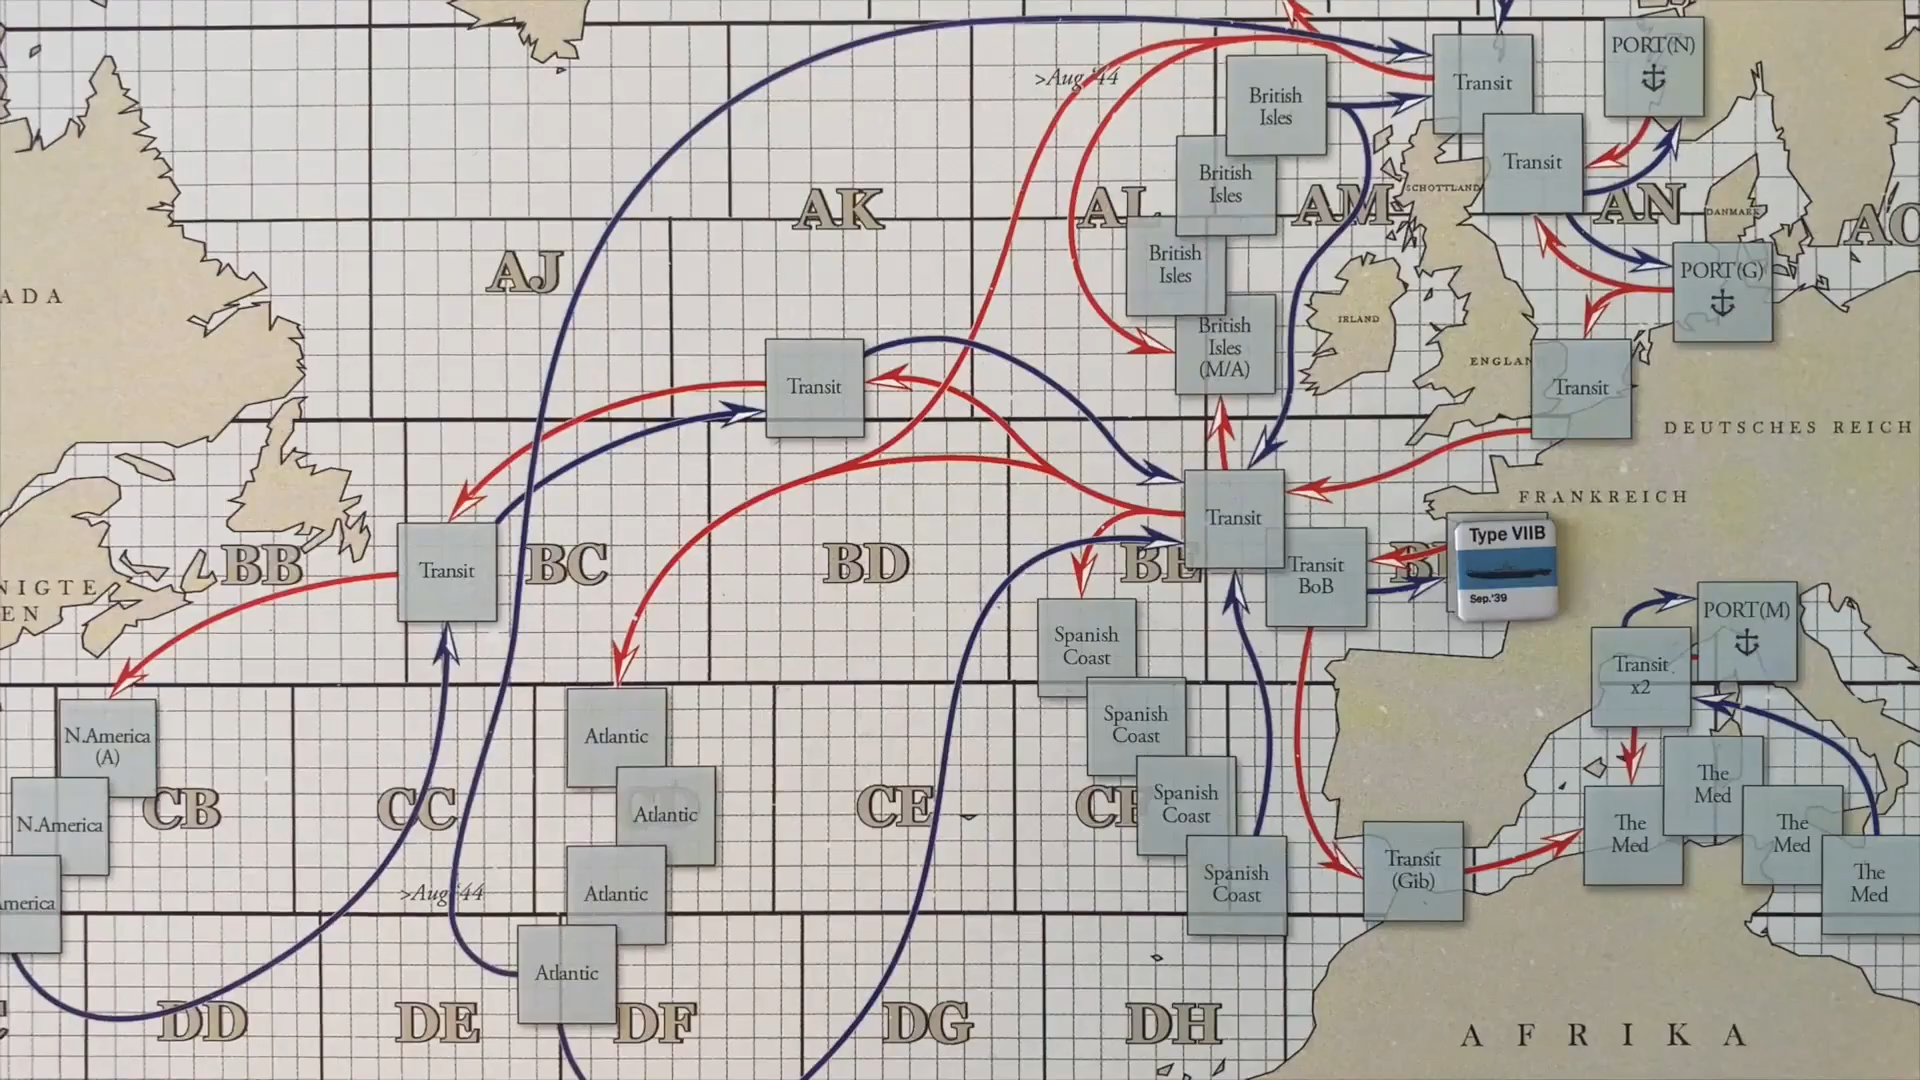 PORT(N)
>Aug '44
Transit
British
Isles
Transit
British
Isles
SCHOTTLAND
AK
AL
AM
AN
DANMARK
British
Isles
AJ
PORT(G)
ADA
IRLAND
British
Isles
(M/A)
ENGLAN
Transit
Transit
DEUTSCHES REICH
FRANKREICH
Transit
Type VIIB
Sep.'39
BB
Transit
BC
BD
BE
Transit
BoB
NIGTE
EN
PORT(M)
Spanish
Coast
Transit
x2
N.America
(A)
Atlantic
Spanish
Coast
The
Med
CB
CC
Atlantic
CE
Spanish
Coast
N.America
The
Med
The
Med
>Aug '44
Atlantic
Spanish
Coast
Transit
(Gib)
The
Med
merica
Atlantic
DD
DE
DF
DG
DH
AFRIKA